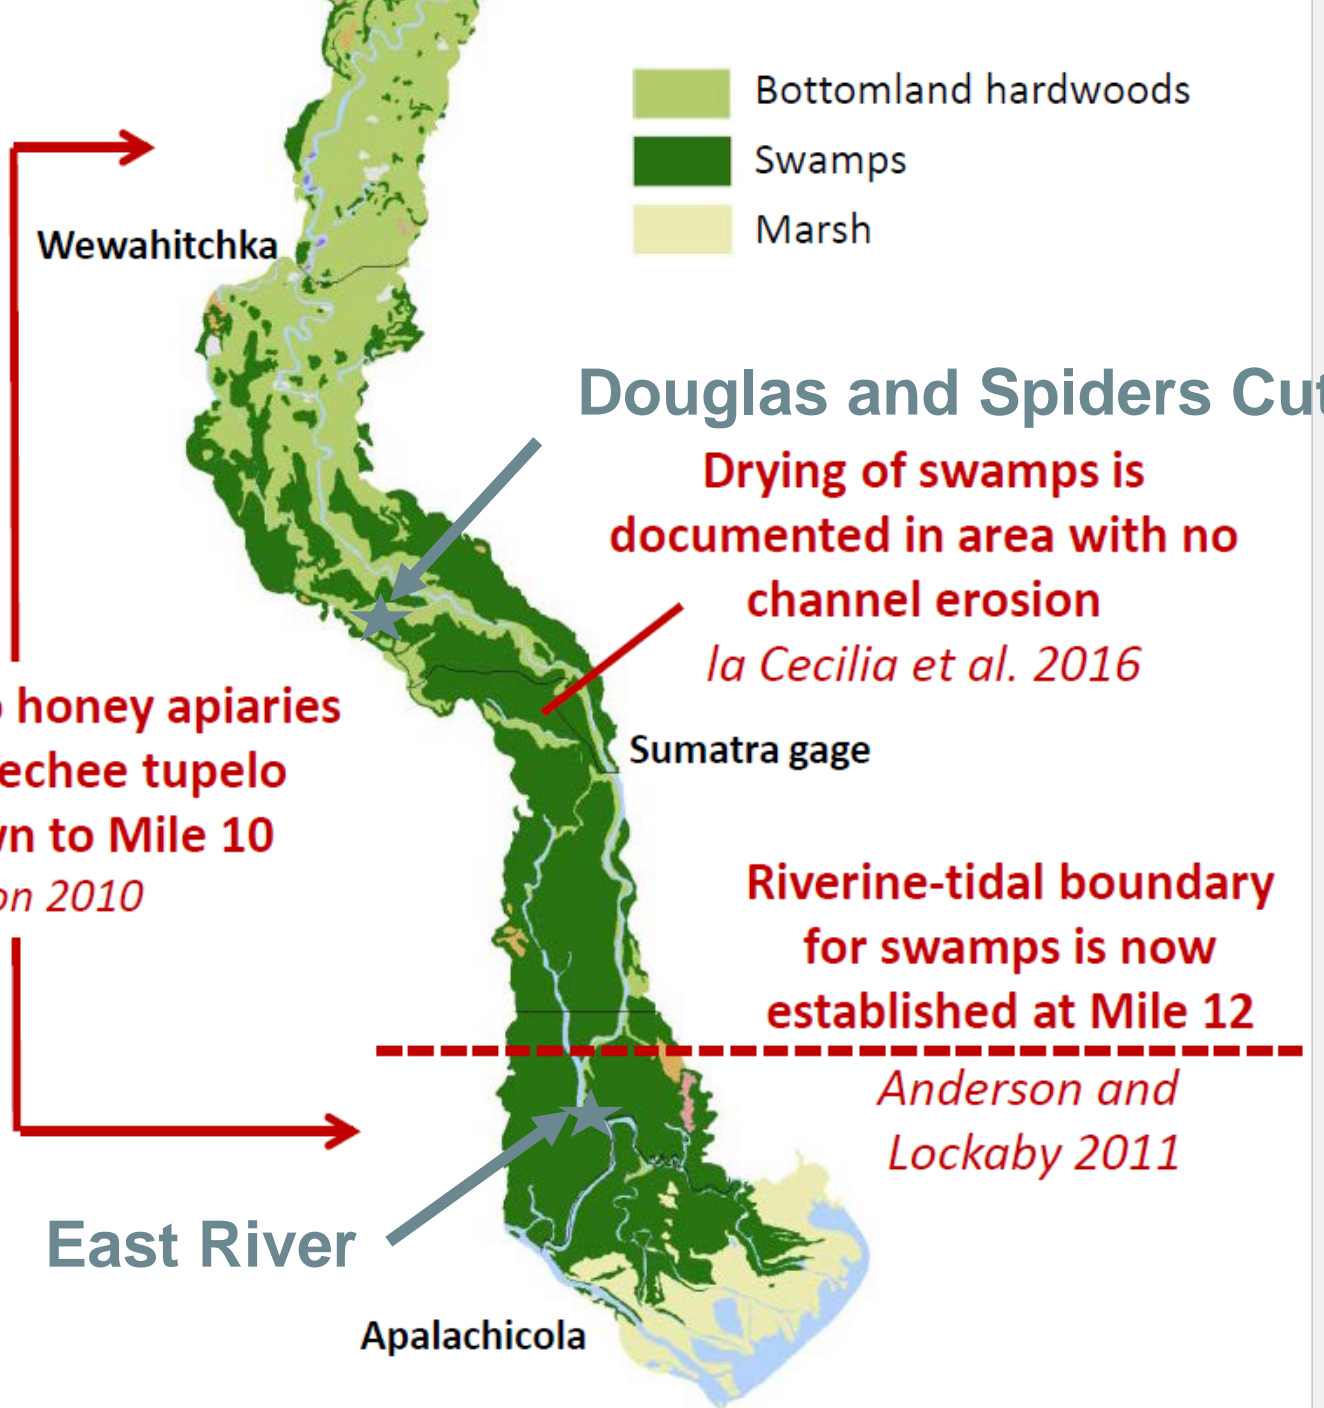 Bottomland hardwoods
Swamps
Marsh
Wewahitchka
Douglas and Spiders Cut
Drying of swamps is
documented in area with no
channel erosion
la Cecilia et al. 2016
honey apiaries
echee tupelo
wn to Mile 10
on 2010
Sumatra gage
Riverine-tidal boundary
for swamps is now
established at Mile 12
Anderson and
Lockaby 2011
East River
Apalachicola